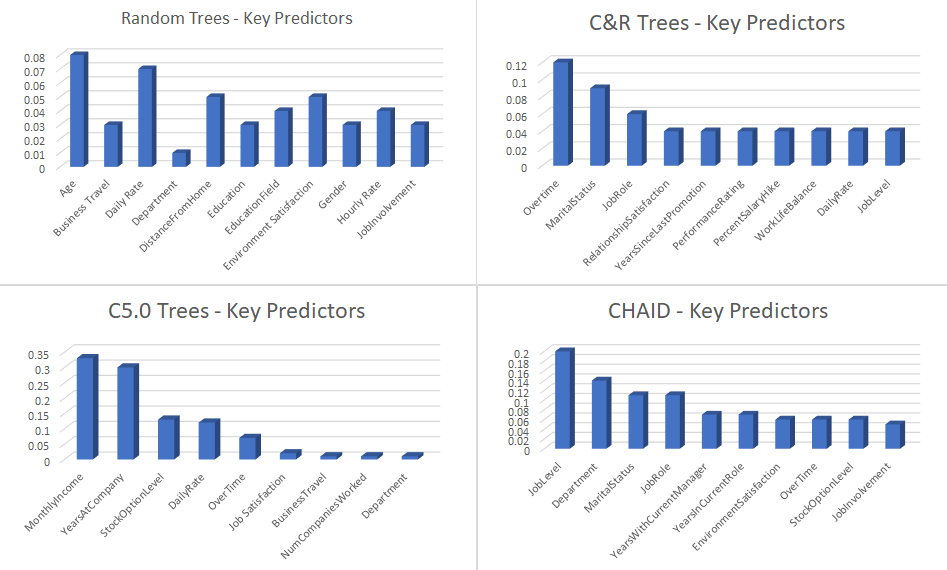 Random Trees - Key Predictors
0.08
0.07
0.06
0.05
0.04
0.03
0.02
0.01
0
Age
Business Travel
Daily Rate
Department
DistanceFromHome
Education
EducationField
Environment Satisfaction
Gender
Hourly Rate
JobInvolvement
C&R Trees - Key Predictors
0.12
0.1
0.08
0.06
0.04
0.02
0
Overtime
MaritalStatus
JobRole
RelationshipSatisfaction
YearsSinceLastPromotion
PerformanceRating
PercentSalaryHike
WorkLifeBalance
DailyRate
JobLevel
C5.0 Trees - Key Predictors
0.35
0.3
0.25
0.2
0.15
0.1
0.05
0
MonthlyIncome
YearsAtCompany
StockOptionLevel
DailyRate
OverTime
Job Satisfaction
BusinessTravel
NumCompaniesWorked
Department
CHAID - Key Predictors
0.2
0.18
0.16
0.14
0.12
0.1
0.08
0.06
0.04
0.02
0
JobLevel
Department
MaritalStatus
JobRole
YearsWithCurrentManager
YearsInCurrentRole
EnvironmentSatisfaction
OverTime
StockOptionLevel
JobInvolvement